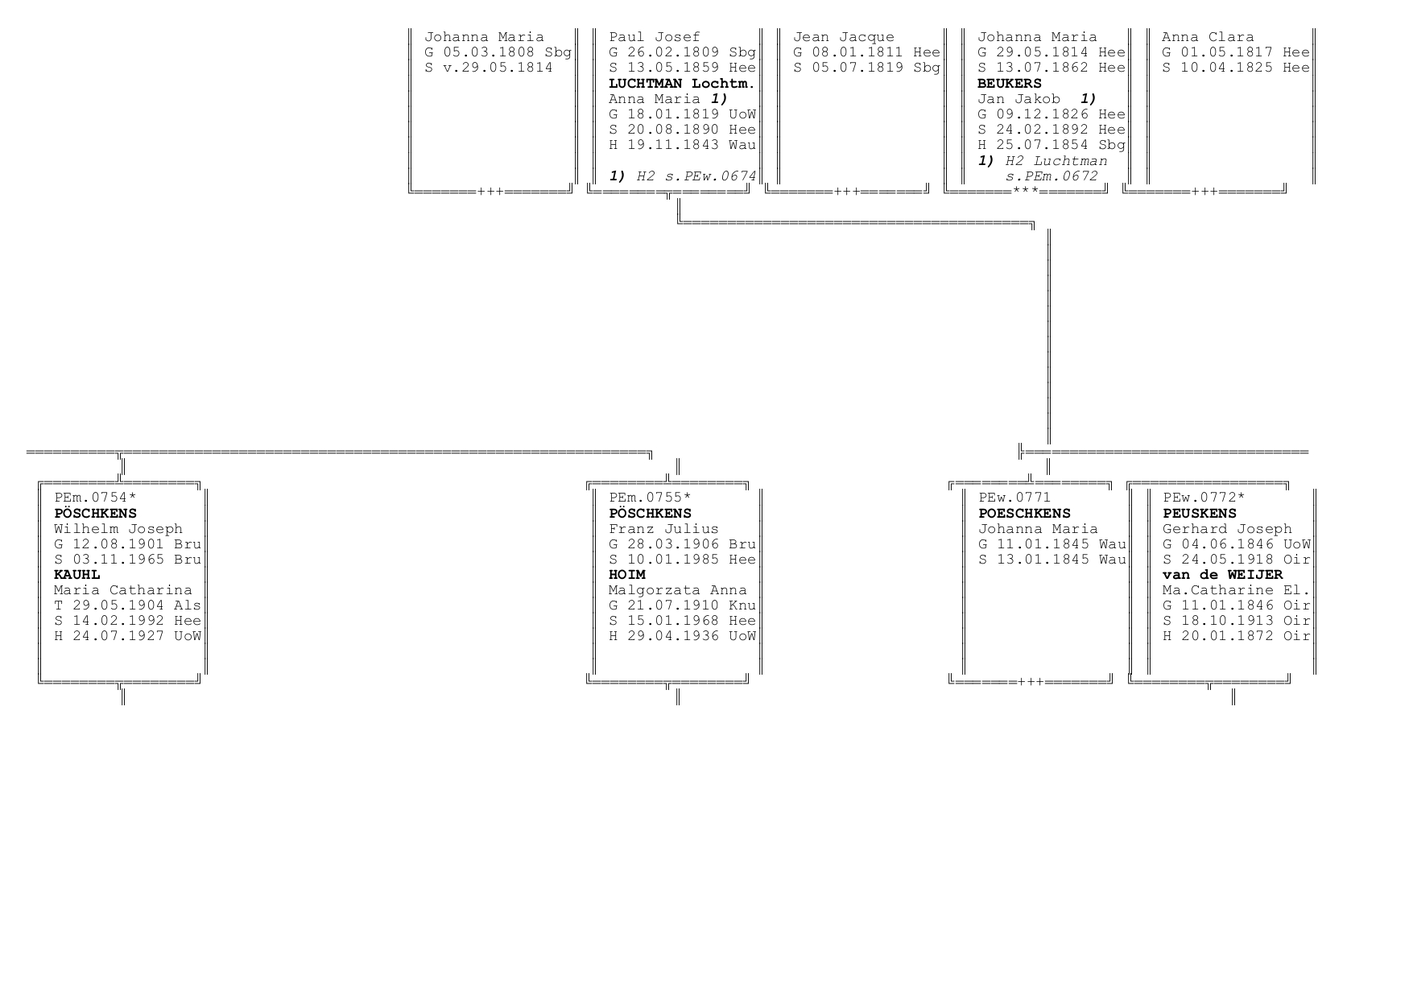 Johanna Maria
G 05.03.1808 Sbg
S v.29.05.1814
Paul Josef
G 26.02.1809 Sbg
S 13.05.1859 Hee
LUCHTMAN Lochtm.
Anna Maria 1)
G 18.01.1819 UoW
S 20.08.1890 Hee
H 19.11.1843 Wau
1) H2 s.PEw.0674
Jean Jacque
G 08.01.1811 Hee
S 05.07.1819 Sbg
Johanna Maria
G 29.05.1814 Hee
S 13.07.1862 Hee
BEUKERS
Jan Jakob 1)
G 09.12.1826 Hee
S 24.02.1892 Hee
H 25.07.1854 Sbg
1) H2 Luchtman
s.PEm.0672
Anna Clara
G 01.05.1817 Hee
S 10.04.1825 Hee
+++
+++
***
+++
PEm.0754*
PÖSCHKENS
Wilhelm Joseph
G 12.08.1901 Bru
S 03.11.1965 Bru
KAUHL
Maria Catharina
T 29.05.1904 Als
S 14.02.1992 Hee
H 24.07.1927 UoW
PEm.0755*
PÖSCHKENS
Franz Julius
G 28.03.1906 Bru
S 10.01.1985 Hee
HOIM
Malgorzata Anna
G 21.07.1910 Knu
S 15.01.1968 Hee
H 29.04.1936 UoW
PEw.0771
POESCHKENS
Johanna Maria
G 11.01.1845 Wau
S 13.01.1845 Wau
+++
PEw.0772*
PEUSKENS
Gerhard Joseph
G 04.06.1846 UoW
S 24.05.1918 Oir
van de WEIJER
Ma.Catharine El.
G 11.01.1846 Oir
S 18.10.1913 Oir
H 20.01.1872 Oir